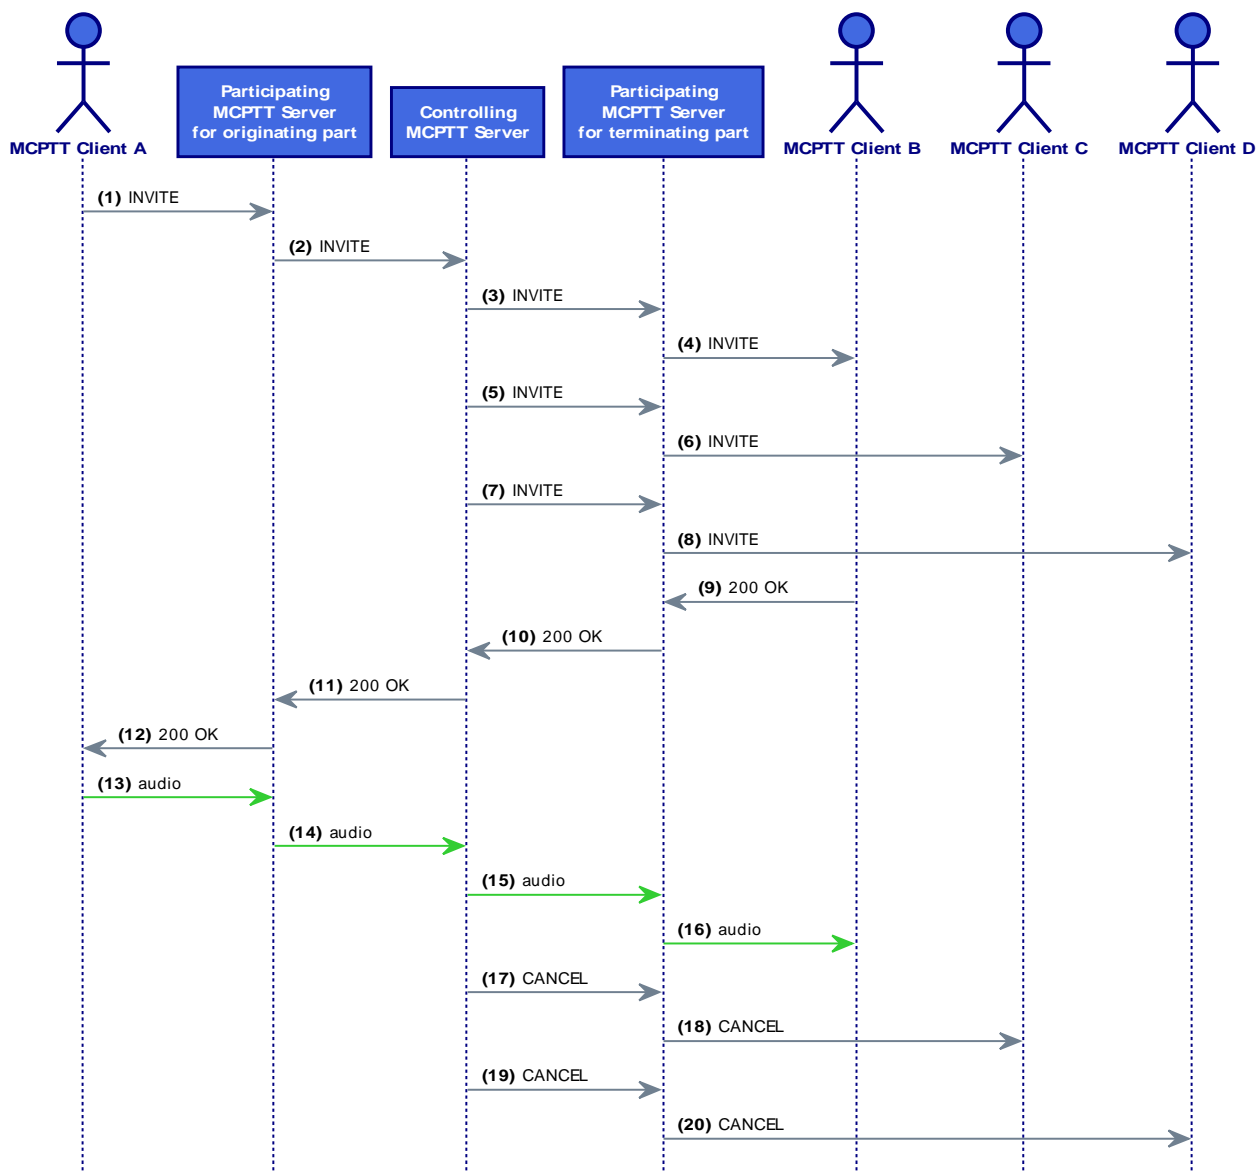 Participating
MCPTT Server
for originating part
Controlling
MCPTT Server
Participating
MCPTT Server
for terminating part
MCPTT Client A
MCPTT Client B
MCPTT Client C
MCPTT Client D
(1) INVITE
(2) INVITE
(3) INVITE
(4) INVITE
(5) INVITE
(6) INVITE
(7) INVITE
(8) INVITE
(9) 200 OK
(10) 200 OK
(11) 200 OK
(12) 200 OK
(13) audio
(14) audio
(15) audio
(16) audio
(17) CANCEL
(18) CANCEL
(19) CANCEL
(20) CANCEL